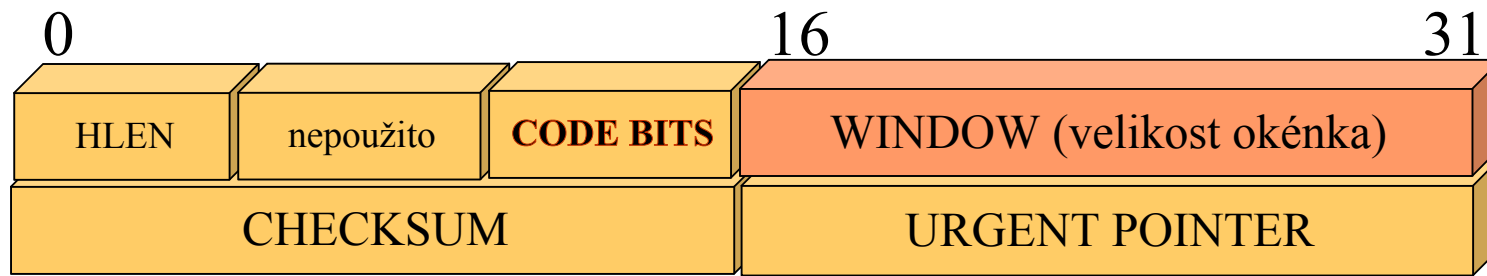 0 16 31
HLEN nepoužito CODE BITS WINDOW (velikost okénka)
CHECKSUM URGENT POINTER